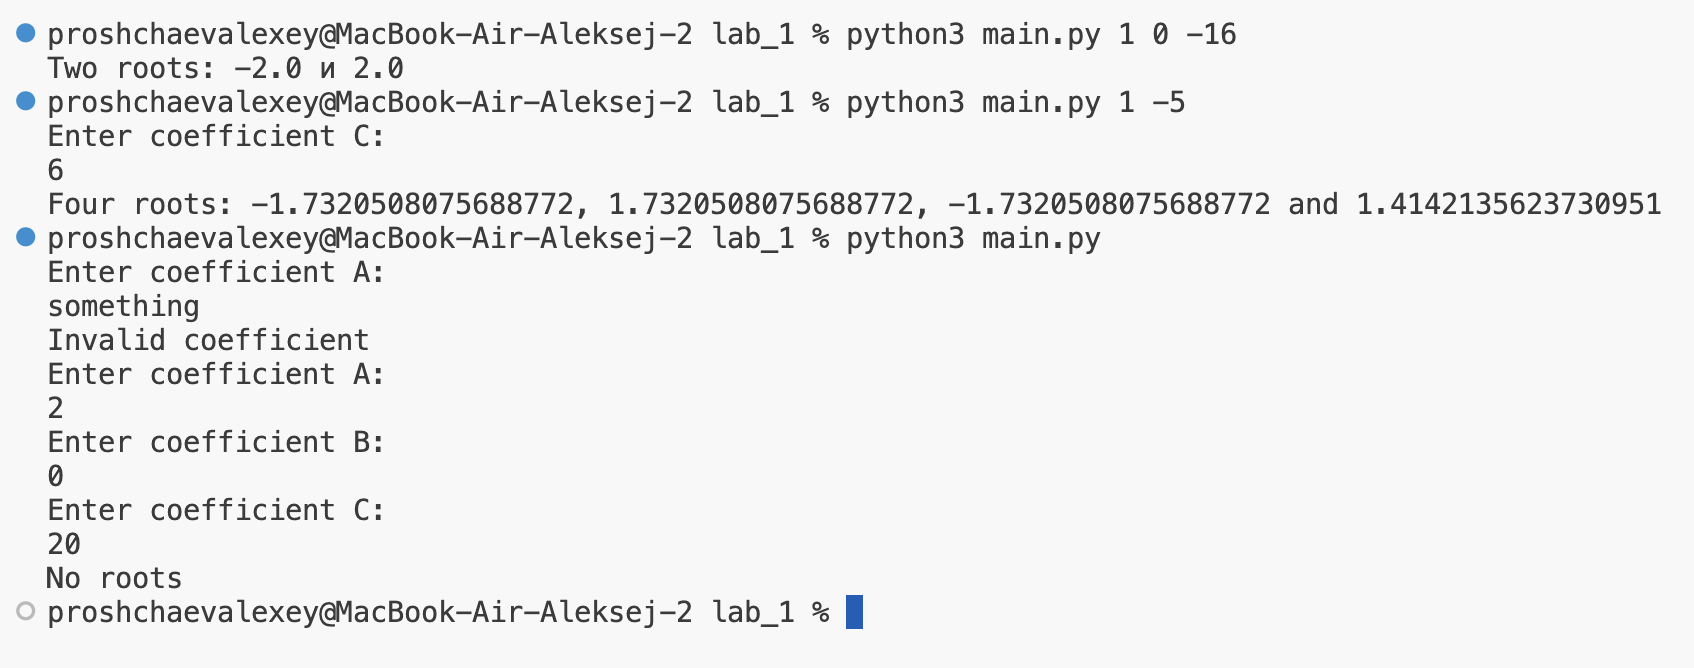 proshchaevalexey@MacBook-Air-Aleksej-2 lab_1 % python3 main.py 1 0 -16
Two roots: -2.0 и 2.0
proshchaevalexey@MacBook-Air-Aleksej-2 lab_1 % python3 main.py 1 -5
Enter coefficient C:
6
Four roots: -1.7320508075688772, 1.7320508075688772, -1.7320508075688772 and 1.4142135623730951
proshchaevalexey@MacBook-Air-Aleksej-2 lab_1 % python3 main.py
Enter coefficient A:
something
Invalid coefficient
Enter coefficient A:
2
Enter coefficient B:
0
Enter coefficient C:
20
No roots
proshchaevalexey@MacBook-Air-Aleksej-2 lab_1 %